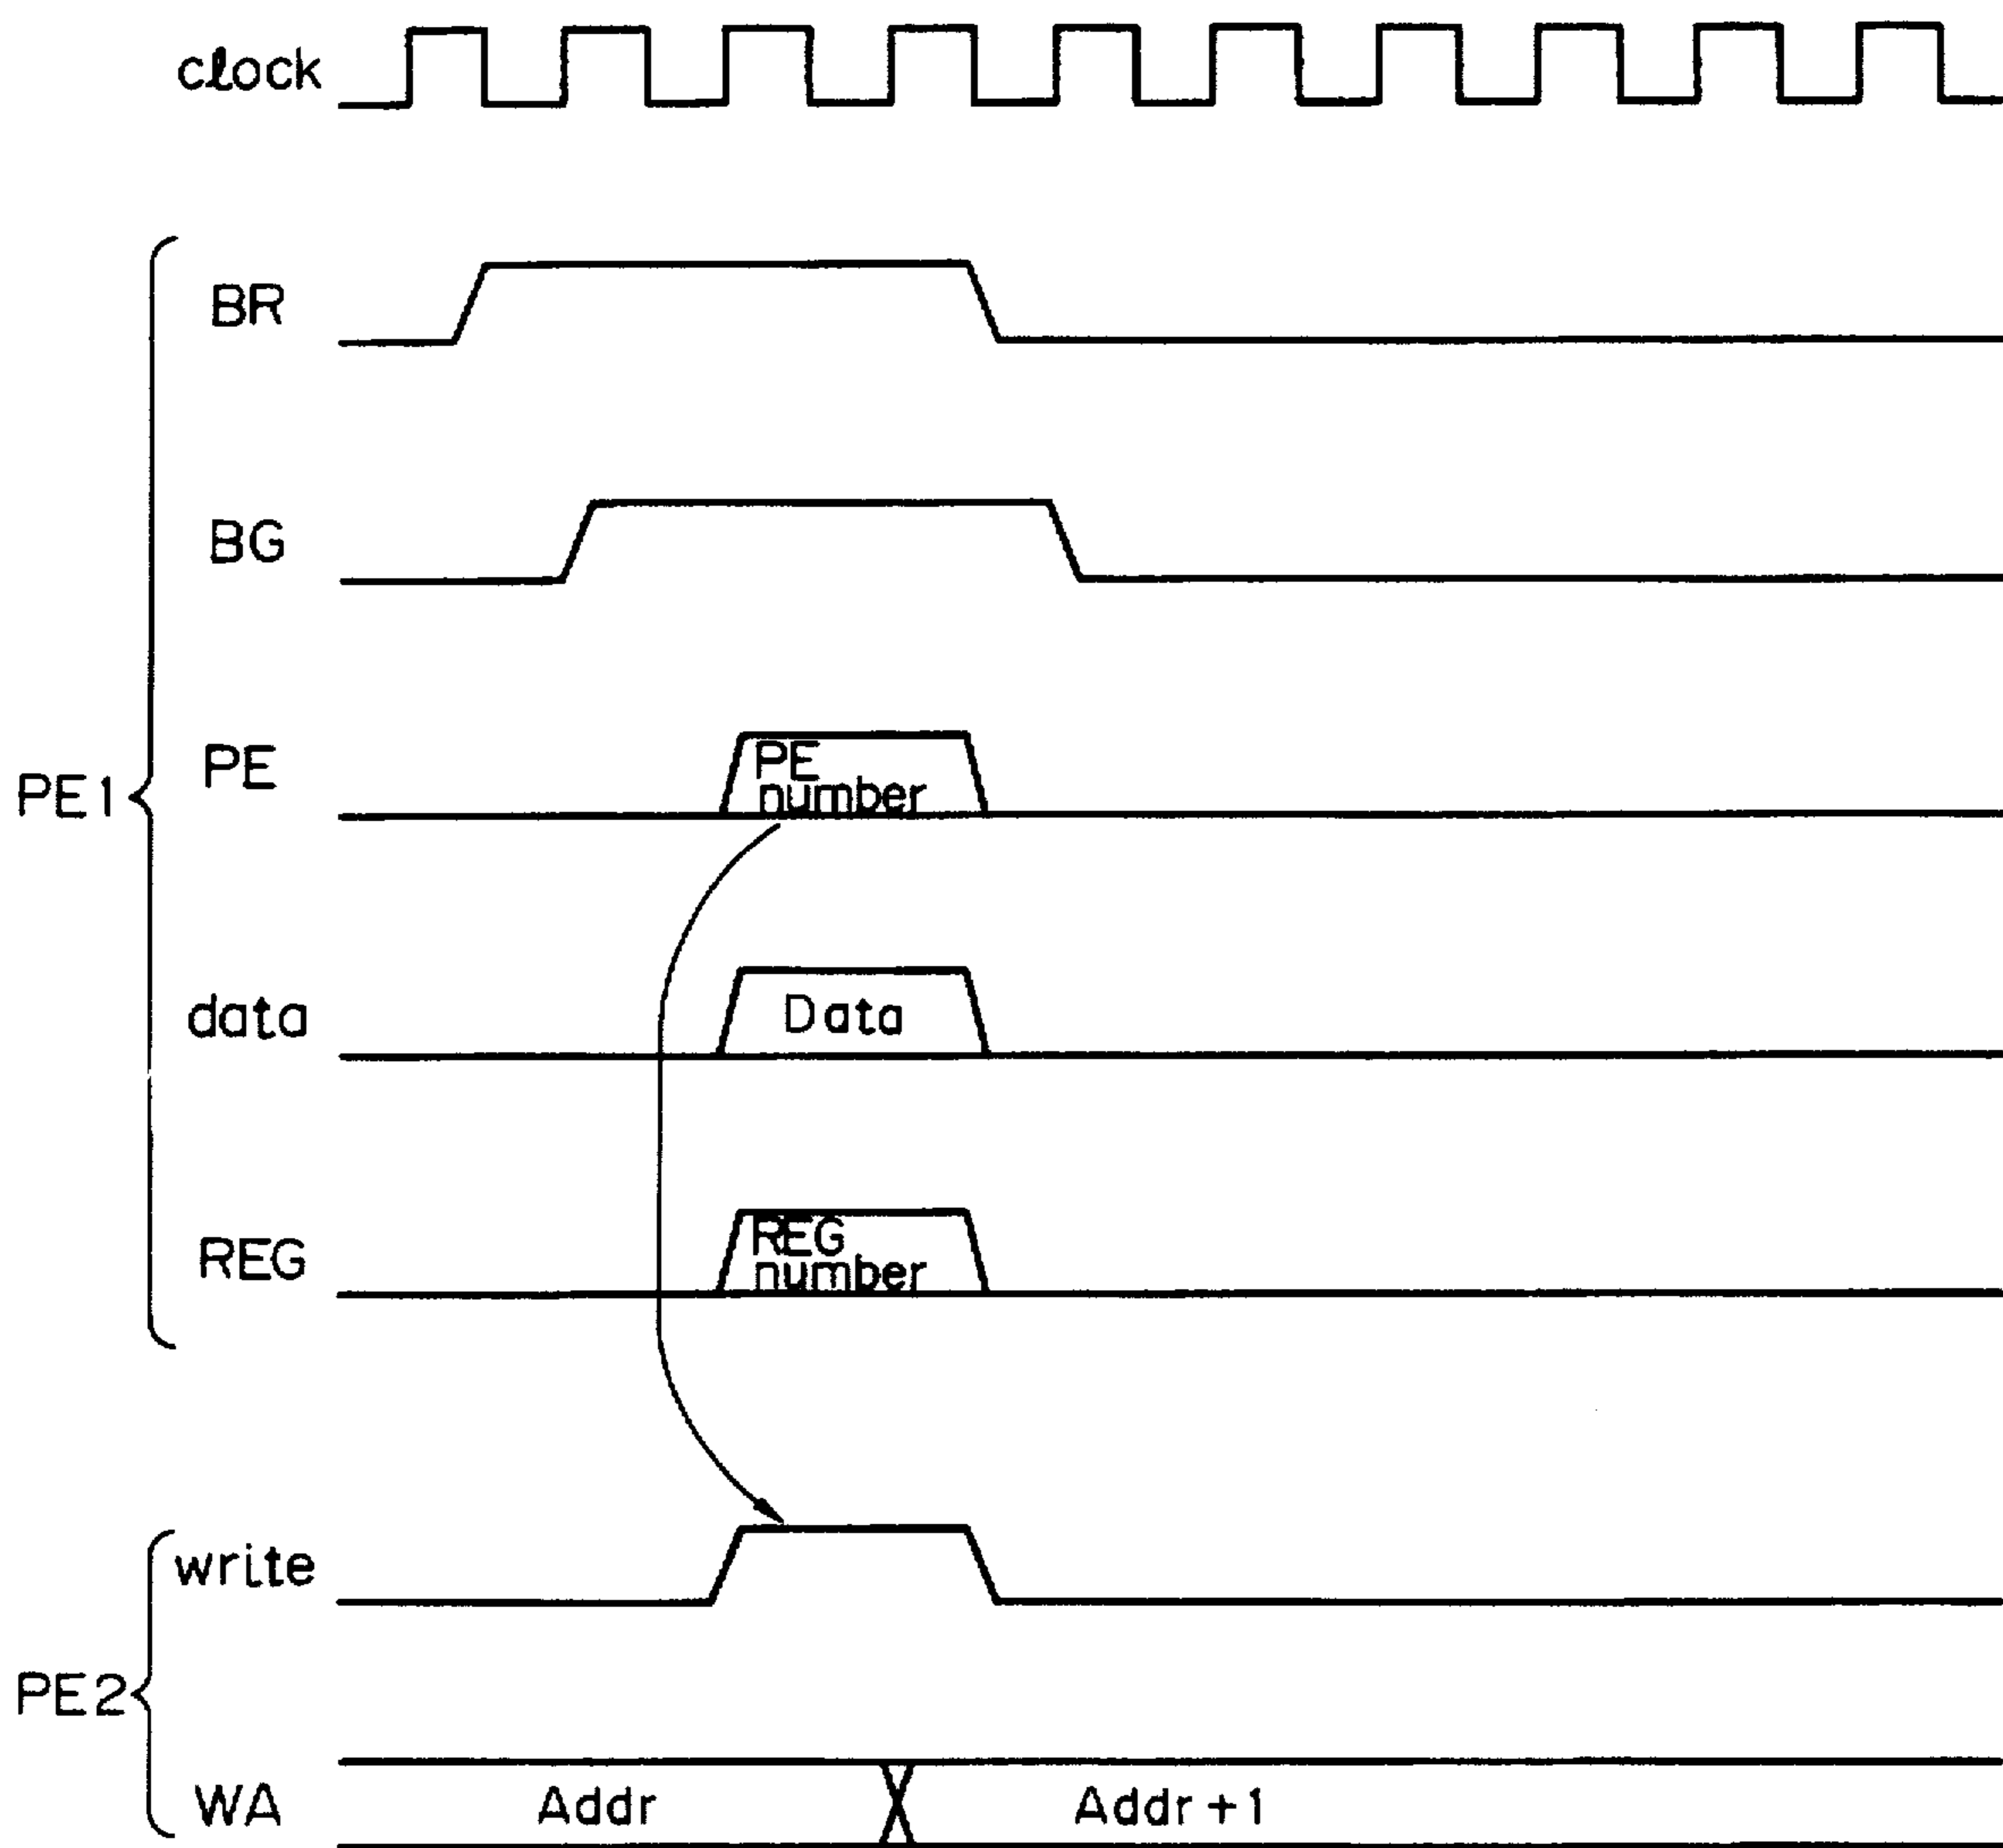 clock
BR
BG
PE1
PE
PE
number
data
Data
REG
REG
number
write
PE2
WA
Addr
Addr+1